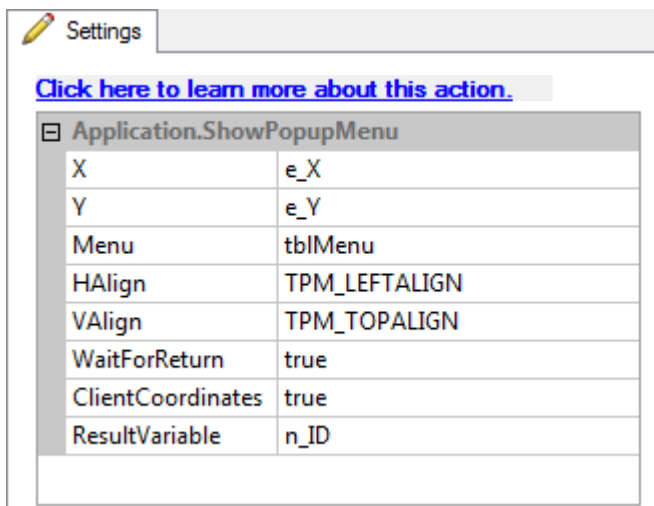 Settings
Click here to learn more about this action.
Application.ShowPopupMenu
X e_X
Y e_Y
Menu tblMenu
HAlign TPM_LEFTALIGN
VAlign TPM_TOPALIGN
WaitForReturn true
ClientCoordinates true
ResultVariable n_ID